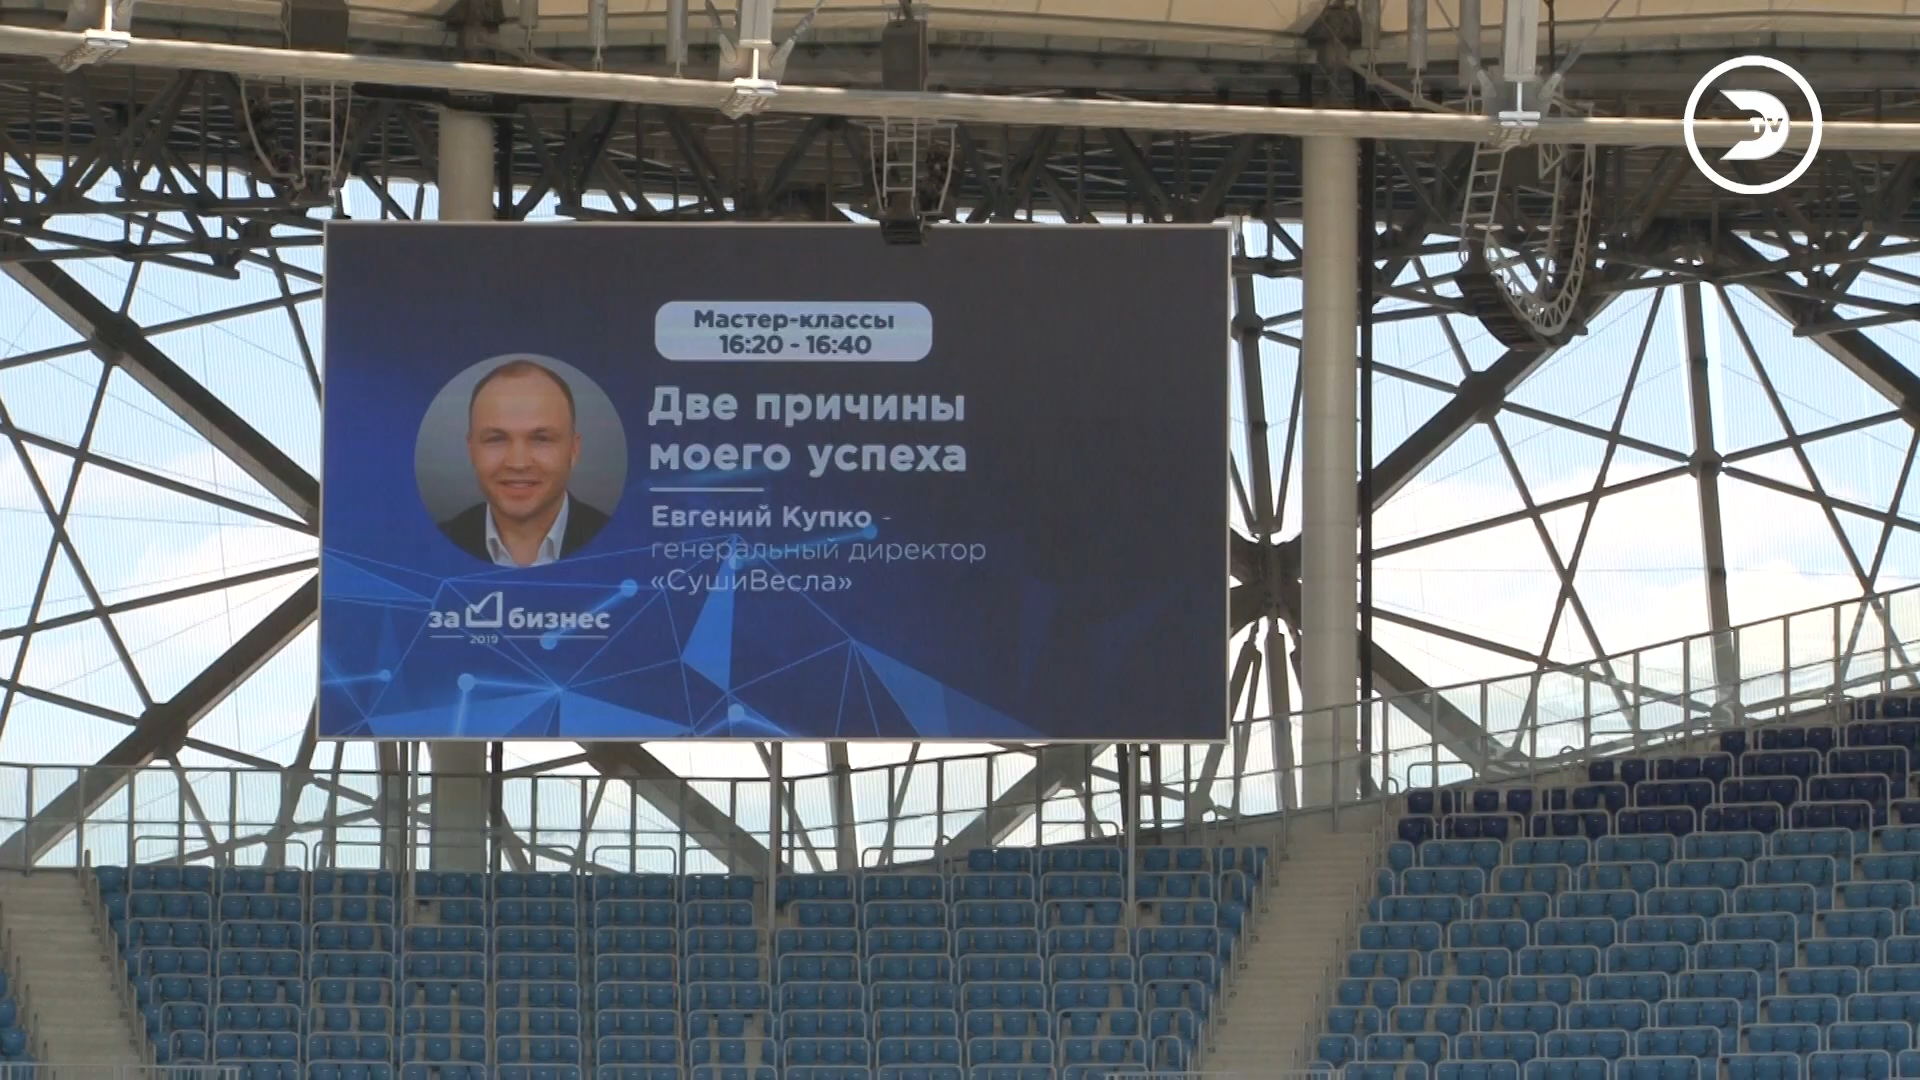 TV
Мастер-классы
16:20 - 16:40
Две причины
моего успеха
Евгений Купко -
генеральный директор
«СушиВесла»
за бизнес
2019